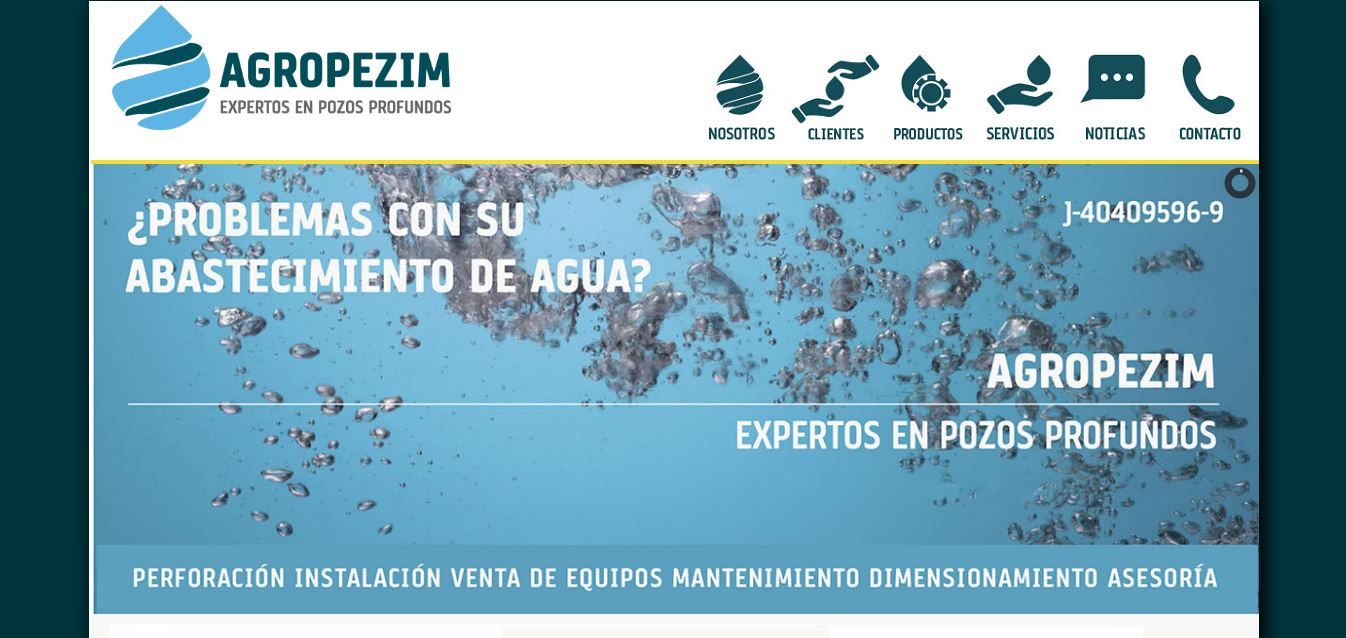 AGROPEZIM
EXPERTOS EN POZOS PROFUNDOS
NOSOTROS
CLIENTES
PRODUCTOS
SERVICIOS
NOTICIAS
CONTACTO
¿PROBLEMAS CON SU
ABASTECIMIENTO DE AGUA?
J-40409596-9
AGROPEZIM
EXPERTOS EN POZOS PROFUNDOS
PERFORACIÓN INSTALACIÓN VENTA DE EQUIPOS MANTENIMIENTO DIMENSIONAMIENTO ASESORÍA